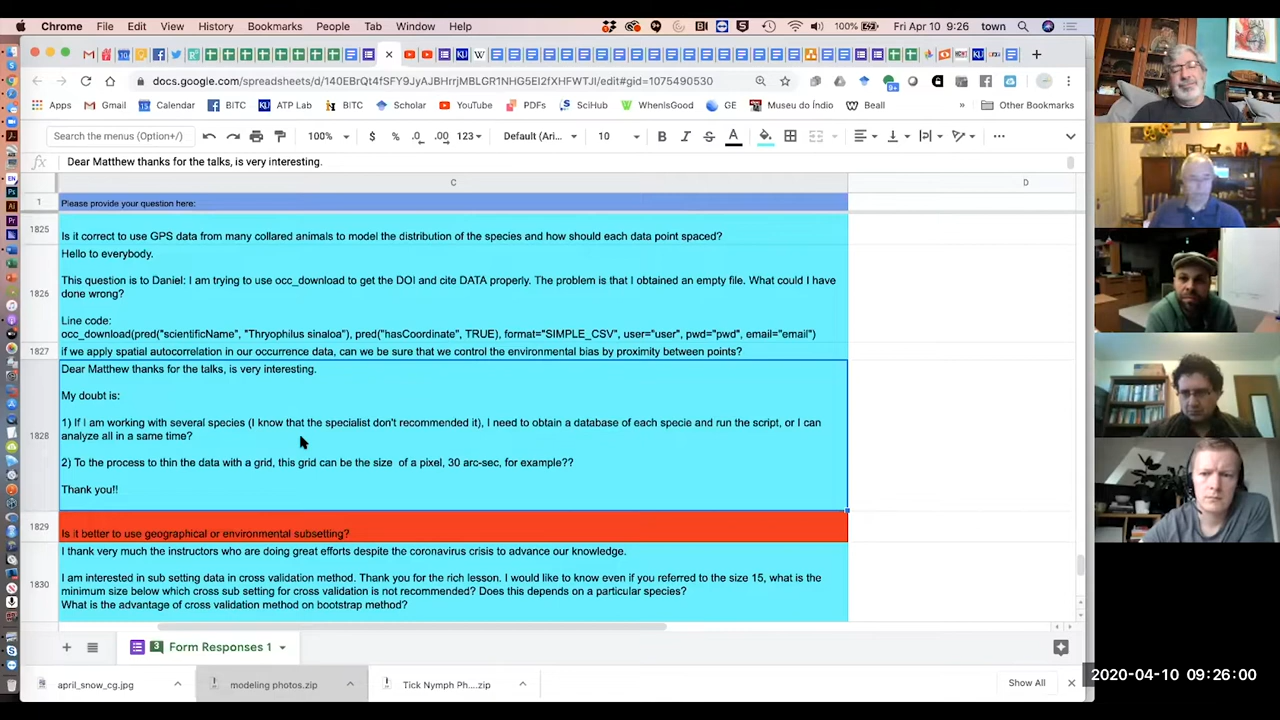 Chrome File Edit View History Bookmarks People Tab Window Help 100% Fri Apr 10 9:26 town
docs.google.com/spreadsheets/d/140EBrQt4fSFY9JyAJBHrrjMBLGR1NHG5EI2fXHFWTJI/edit#gid=1075490530
Apps Gmail Calendar BITC ATP Lab BITC Scholar YouTube PDFs SciHub WhenIsGood GE Museu do Índio Beall » Other Bookmarks
Search the menus (Option+/) 100% $ % .0 .00 123 Default (Ari... 10 B I S A
fx Dear Matthew thanks for the talks, is very interesting.
C D
1 Please provide your question here:
1825 Is it correct to use GPS data from many collared animals to model the distribution of the species and how should each data point spaced?
Hello to everybody.
This question is to Daniel: I am trying to use occ_download to get the DOI and cite DATA properly. The problem is that I obtained an empty file. What could I have
1826 done wrong?
Line code:
occ_download(pred("scientificName", "Thryophilus sinaloa"), pred("hasCoordinate", TRUE), format="SIMPLE_CSV", user="user", pwd="pwd", email="email")
1827 if we apply spatial autocorrelation in our occurrence data, can we be sure that we control the environmental bias by proximity between points?
Dear Matthew thanks for the talks, is very interesting.
My doubt is:
1) If I am working with several species (I know that the specialist don't recommended it), I need to obtain a database of each specie and run the script, or I can
1828 analyze all in a same time?
2) To the process to thin the data with a grid, this grid can be the size of a pixel, 30 arc-sec, for example??
Thank you!!
1829 Is it better to use geographical or environmental subsetting?
I thank very much the instructors who are doing great efforts despite the coronavirus crisis to advance our knowledge.
I am interested in sub setting data in cross validation method. Thank you for the rich lesson. I would like to know even if you referred to the size 15, what is the
1830 minimum size below which cross sub setting for cross validation is not recommended? Does this depends on a particular species?
What is the advantage of cross validation method on bootstrap method?
3 Form Responses 1
april_snow_cg.jpg modeling photos.zip Tick Nymph Ph....zip Show All
2020-04-10 09:26:00